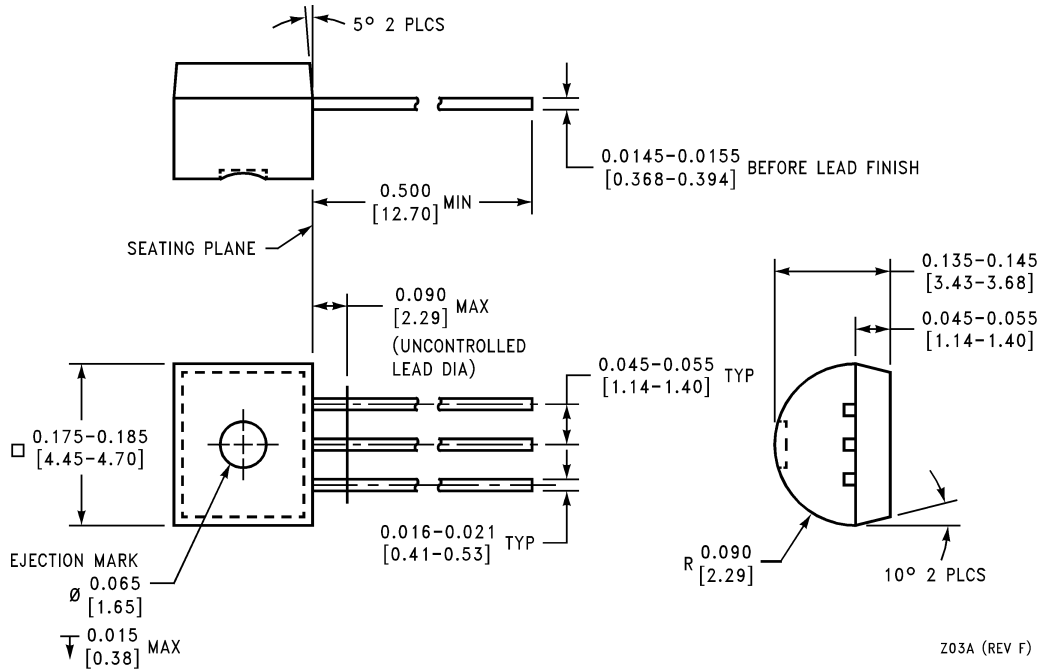 5° 2 PLCS
0.0145-0.0155
[0.368-0.394]
BEFORE LEAD FINISH
0.500
[12.70]
MIN
SEATING PLANE
0.135-0.145
[3.43-3.68]
0.090
[2.29]
MAX
(UNCONTROLLED
LEAD DIA)
0.045-0.055
[1.14-1.40]
0.045-0.055
[1.14-1.40]
TYP
0.175-0.185
[4.45-4.70]
0.016-0.021
[0.41-0.53]
TYP
R
0.090
[2.29]
10° 2 PLCS
EJECTION MARK
Ø
0.065
[1.65]
0.015
[0.38]
MAX
Z03A (REV F)